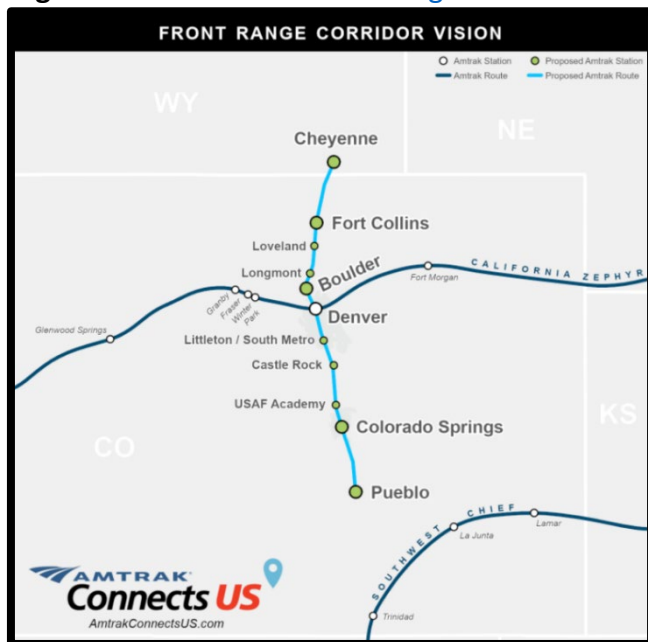 FRONT RANGE CORRIDOR VISION
Amtrak Station
Proposed Amtrak Station
Amtrak Route
Proposed Amtrak Route
WY
NE
Cheyenne
Fort Collins
Loveland
Longmont
Boulder
CALIFORNIA ZEPHYR
Fort Morgan
Granby
Fraser
Winter
Park
Denver
Glenwood Springs
Littleton / South Metro
Castle Rock
USAF Academy
KS
CO
Colorado Springs
Pueblo
SOUTHWEST CHIEF
Lamar
La Junta
Trinidad
AMTRAK
Connects US
AmtrakConnectsUS.com